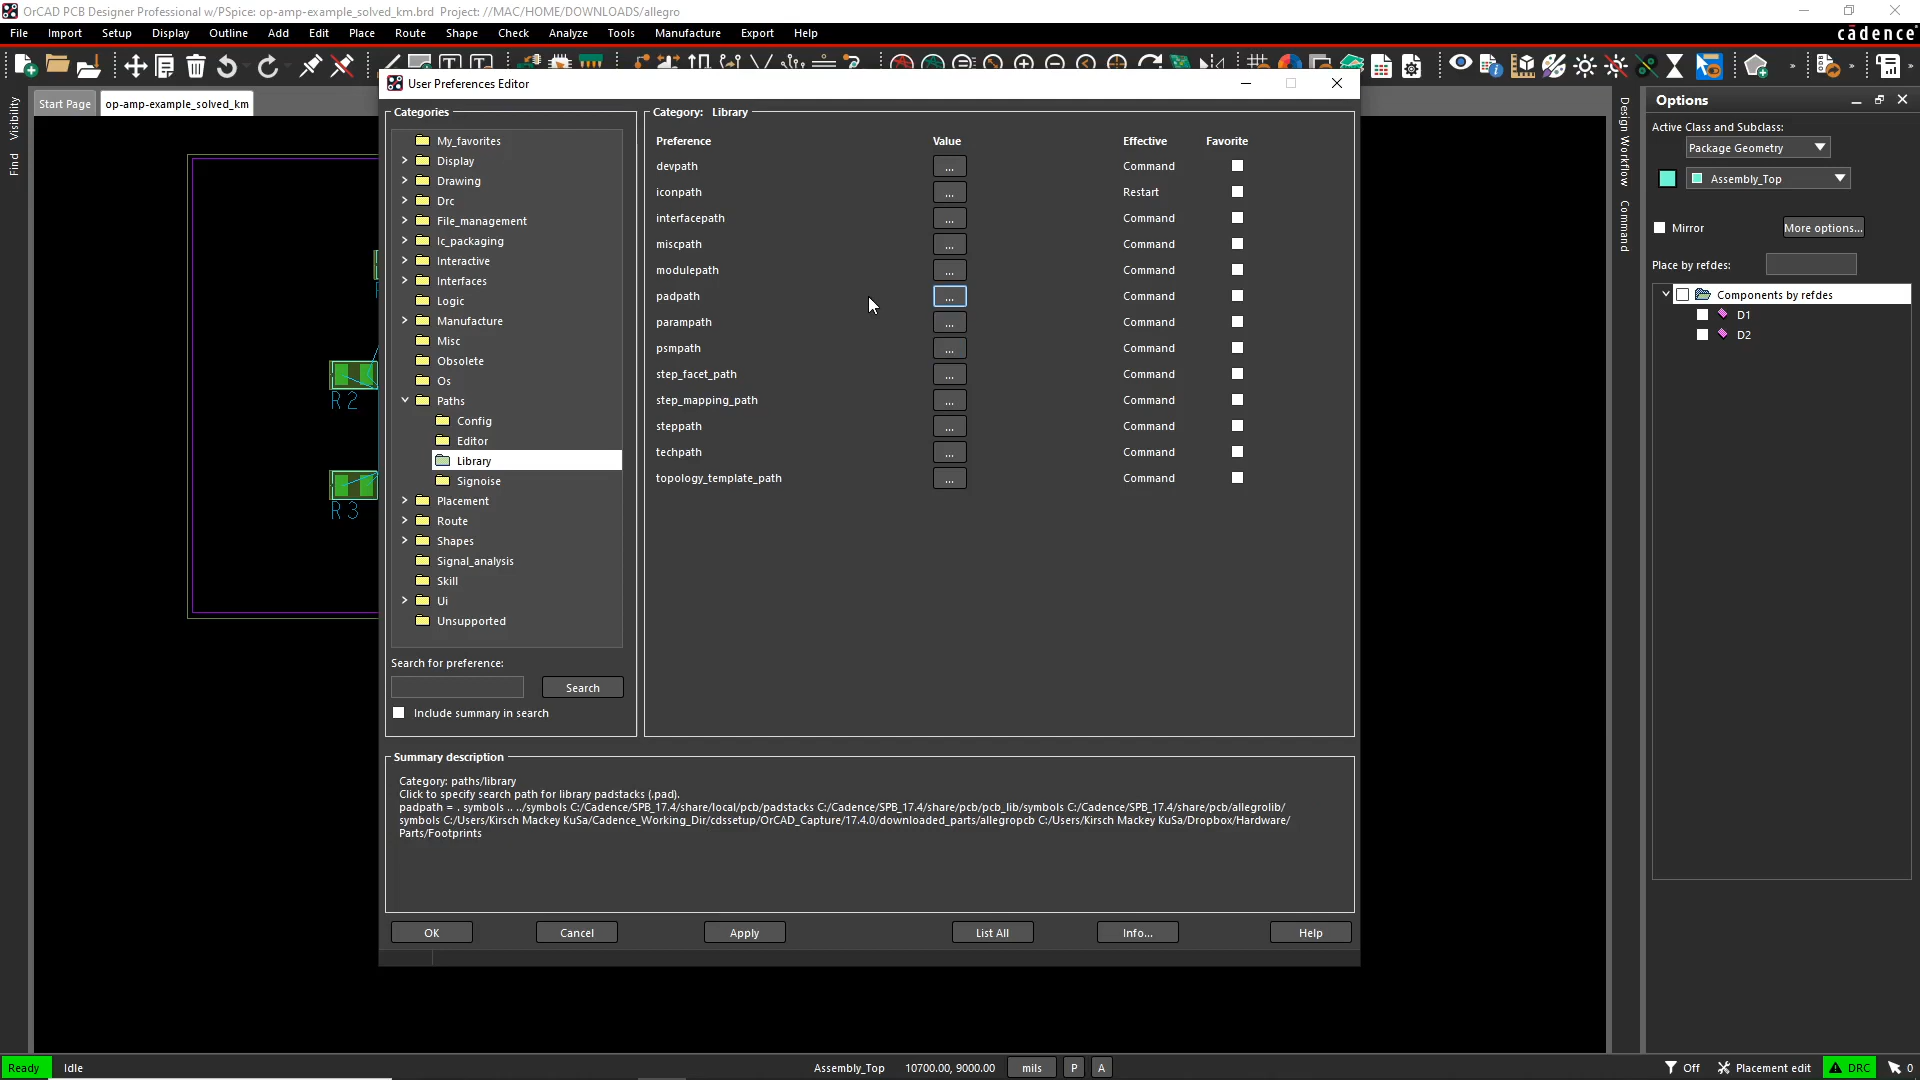 OrCAD PCB Designer Professional w/PSpice: op-amp-example_solved_km.brd  Project: //MAC/HOME/DOWNLOADS/allegro
File Import Setup Display Outline Add Edit Place Route Shape Check Analyze Tools Manufacture Export Help
cadence
User Preferences Editor
Start Page
op-amp-example_solved_km
Visibility
Find
R2
R3
Categories
My_favorites
Display
Drawing
Drc
File_management
Ic_packaging
Interactive
Interfaces
Logic
Manufacture
Misc
Obsolete
Os
Paths
Config
Editor
Library
Signoise
Placement
Route
Shapes
Signal_analysis
Skill
Ui
Unsupported
Search for preference:
Search
Include summary in search
Category: Library
Preference Value Effective Favorite
devpath ... Command
iconpath ... Restart
interfacepath ... Command
miscpath ... Command
modulepath ... Command
padpath ... Command
parampath ... Command
psmpath ... Command
step_facet_path ... Command
step_mapping_path ... Command
steppath ... Command
techpath ... Command
topology_template_path ... Command
Summary description
Category: paths/library
Click to specify search path for library padstacks (.pad).
padpath = . symbols .. ../symbols C:/Cadence/SPB_17.4/share/local/pcb/padstacks C:/Cadence/SPB_17.4/share/pcb/pcb_lib/symbols C:/Cadence/SPB_17.4/share/pcb/allegrolib/
symbols C:/Users/Kirsch Mackey KuSa/Cadence_Working_Dir/cdssetup/OrCAD_Capture/17.4.0/downloaded_parts/allegropcb C:/Users/Kirsch Mackey KuSa/Dropbox/Hardware/
Parts/Footprints
OK Cancel Apply List All Info... Help
Design Workflow
Command
Options
Active Class and Subclass:
Package Geometry
Assembly_Top
Mirror
More options...
Place by refdes:
Components by refdes
D1
D2
Ready Idle Assembly_Top 10700.00, 9000.00 mils P A Off Placement edit DRC 0